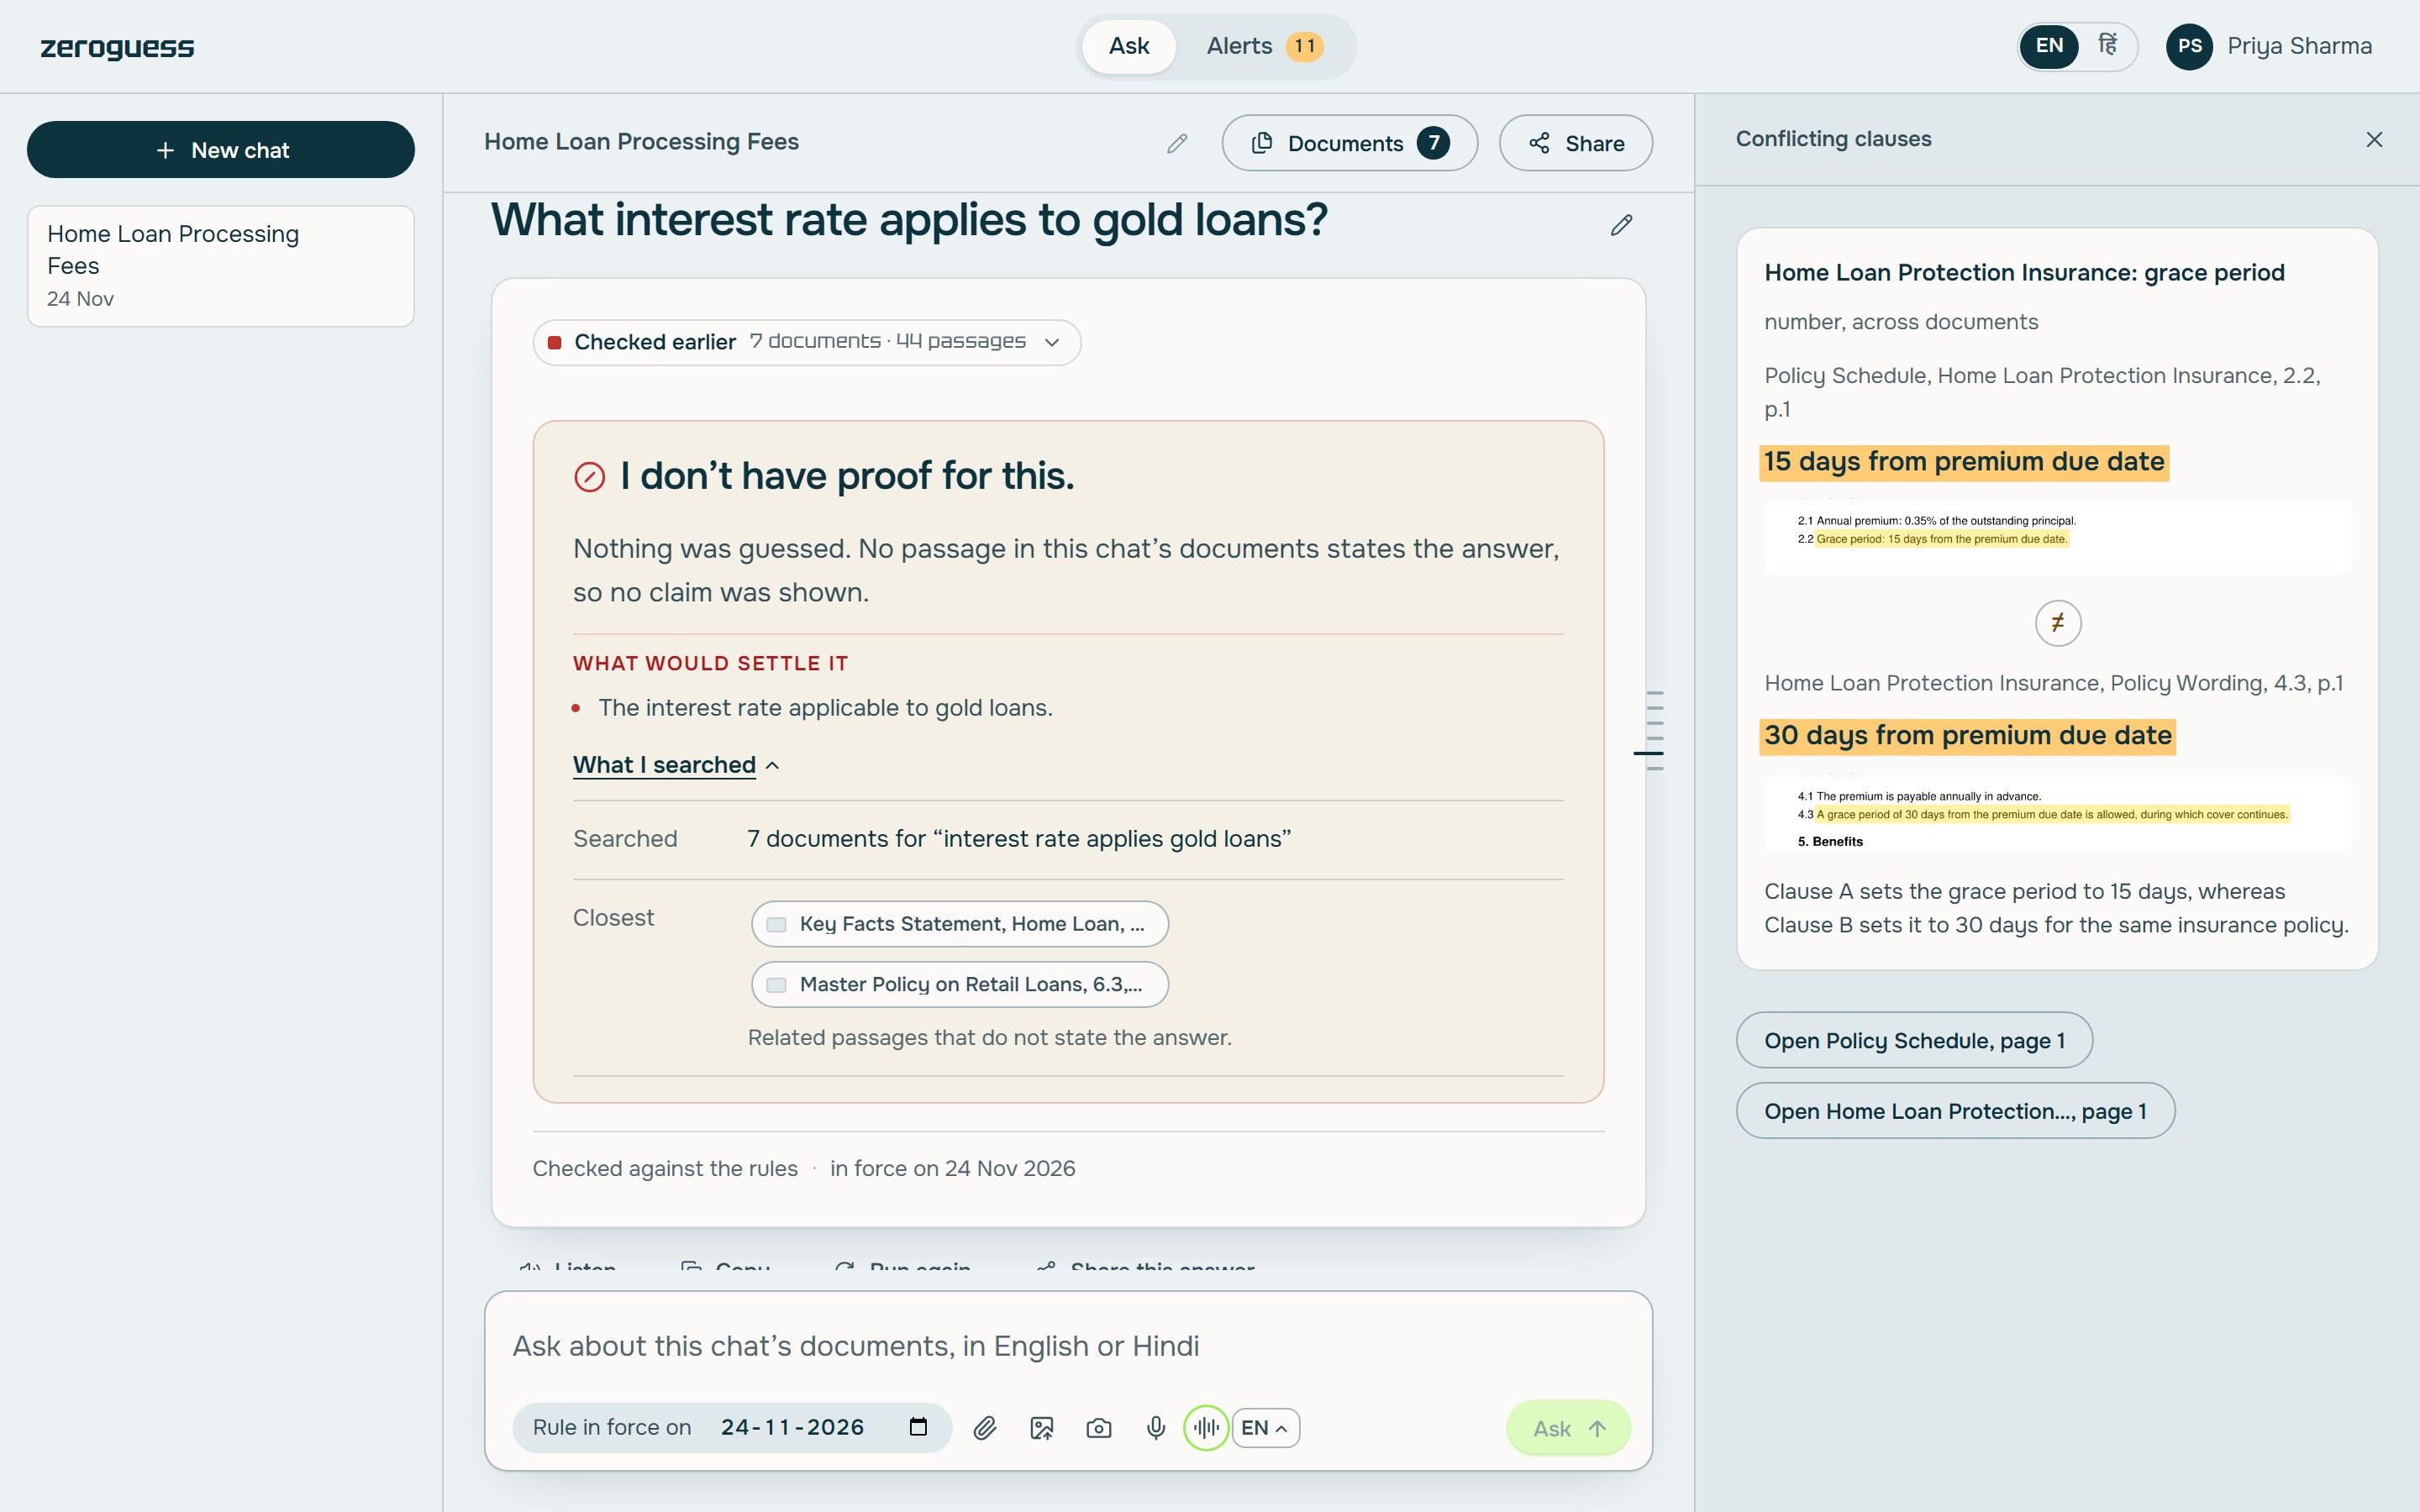 zeroguess
Ask
Alerts 11
EN
हिं
PS
Priya Sharma
New chat
Home Loan Processing
Fees
24 Nov
Home Loan Processing Fees
Documents 7
Share
What interest rate applies to gold loans?
Checked earlier 7 documents · 44 passages
I don’t have proof for this.
Nothing was guessed. No passage in this chat’s documents states the answer,
so no claim was shown.
WHAT WOULD SETTLE IT
• The interest rate applicable to gold loans.
What I searched
Searched 7 documents for “interest rate applies gold loans”
Closest
Key Facts Statement, Home Loan, ...
Master Policy on Retail Loans, 6.3,...
Related passages that do not state the answer.
Checked against the rules · in force on 24 Nov 2026
Listen Copy Run again Share this answer
Ask about this chat’s documents, in English or Hindi
Rule in force on 24-11-2026
EN
Ask
Conflicting clauses
Home Loan Protection Insurance: grace period
number, across documents
Policy Schedule, Home Loan Protection Insurance, 2.2,
p.1
15 days from premium due date
2.1 Annual premium: 0.35% of the outstanding principal.
2.2 Grace period: 15 days from the premium due date.
≠
Home Loan Protection Insurance, Policy Wording, 4.3, p.1
30 days from premium due date
4.1 The premium is payable annually in advance.
4.3 A grace period of 30 days from the premium due date is allowed, during which cover continues.
5. Benefits
Clause A sets the grace period to 15 days, whereas
Clause B sets it to 30 days for the same insurance policy.
Open Policy Schedule, page 1
Open Home Loan Protection..., page 1